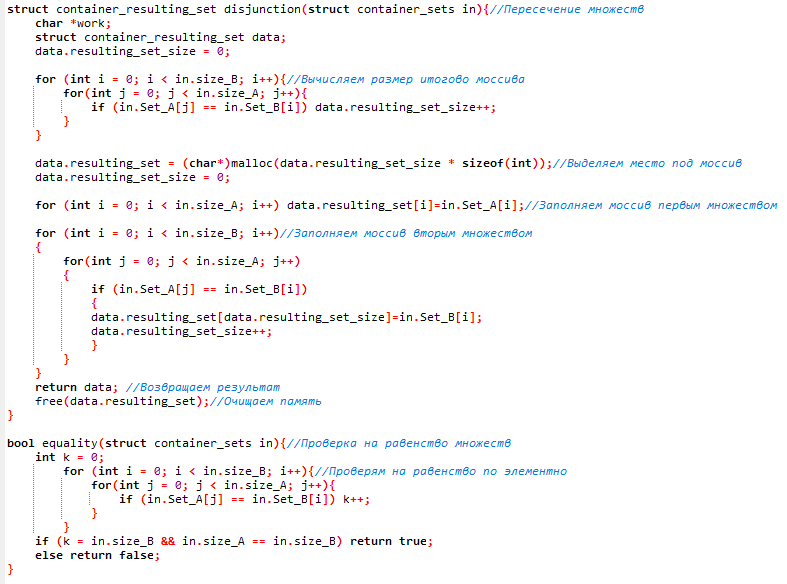 struct container_resulting_set disjunction(struct container_sets in){//Пересечение множеств
char *work;
struct container_resulting_set data;
data.resulting_set_size = 0;
for (int i = 0; i < in.size_B; i++){//Вычисляем размер итогово моссива
for(int j = 0; j < in.size_A; j++){
if (in.Set_A[j] == in.Set_B[i]) data.resulting_set_size++;
}
}
data.resulting_set = (char*)malloc(data.resulting_set_size * sizeof(int));//Выделяем место под моссив
data.resulting_set_size = 0;
for (int i = 0; i < in.size_A; i++) data.resulting_set[i]=in.Set_A[i];//Заполняем моссив первым множеством
for (int i = 0; i < in.size_B; i++)//Заполняем моссив вторым множеством
{
for(int j = 0; j < in.size_A; j++)
{
if (in.Set_A[j] == in.Set_B[i])
{
data.resulting_set[data.resulting_set_size]=in.Set_B[i];
data.resulting_set_size++;
}
}
}
return data; //Возвращаем результат
free(data.resulting_set);//Очищаем память
}
bool equality(struct container_sets in){//Проверка на равенство множеств
int k = 0;
for (int i = 0; i < in.size_B; i++){//Проверям на равенство по элементно
for(int j = 0; j < in.size_A; j++){
if (in.Set_A[j] == in.Set_B[i]) k++;
}
}
if (k = in.size_B && in.size_A == in.size_B) return true;
else return false;
}